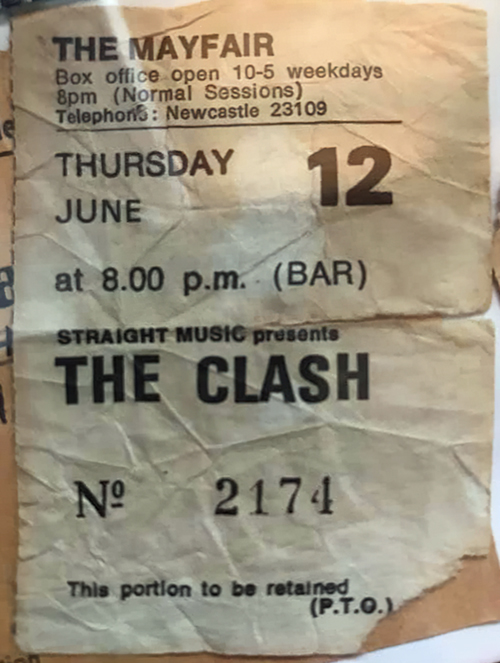 THE MAYFAIR
Box office open 10-5 weekdays
8pm (Normal Sessions)
Telephone: Newcastle 23109
THURSDAY 12
JUNE
at 8.00 p.m. (BAR)
STRAIGHT MUSIC presents
THE CLASH
Nº 2174
This portion to be retained
(P.T.O.)